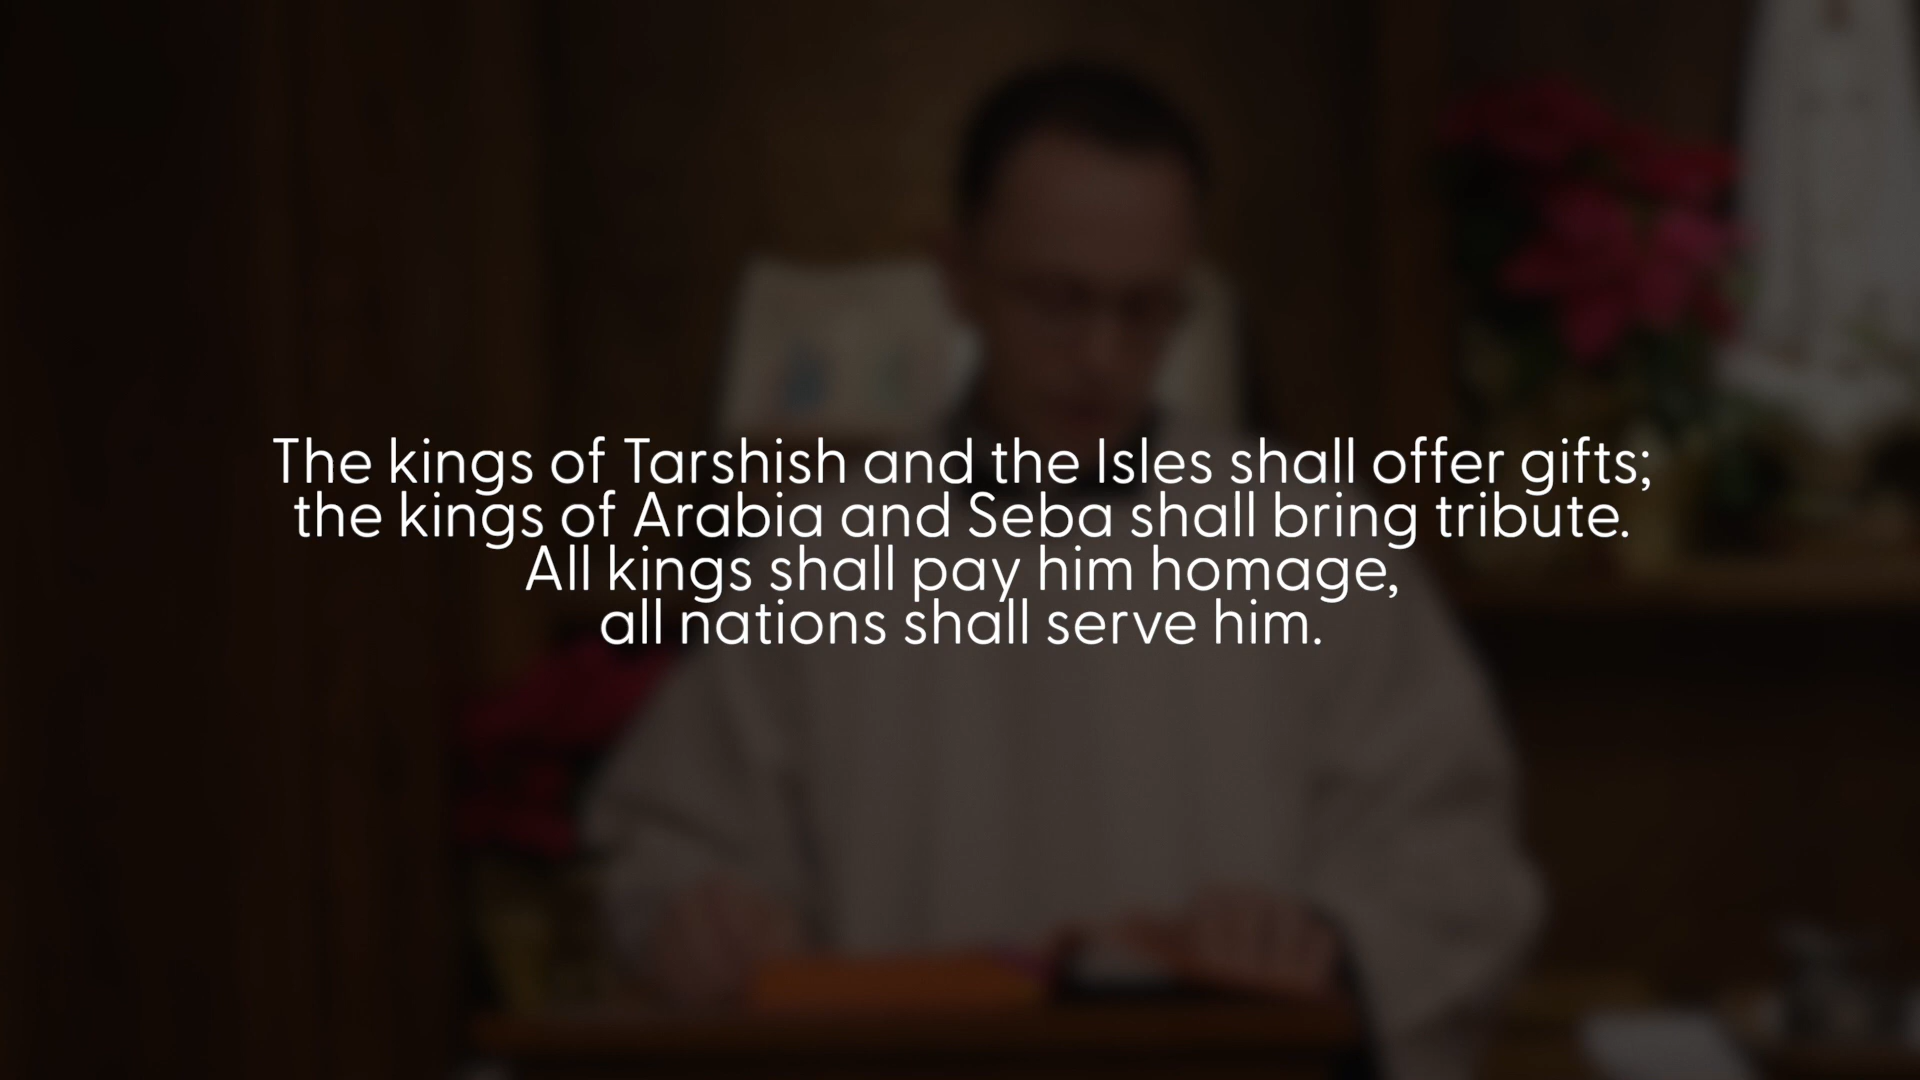 The kings of Tarshish and the Isles shall offer gifts;
the kings of Arabia and Seba shall bring tribute.
All kings shall pay him homage,
all nations shall serve him.